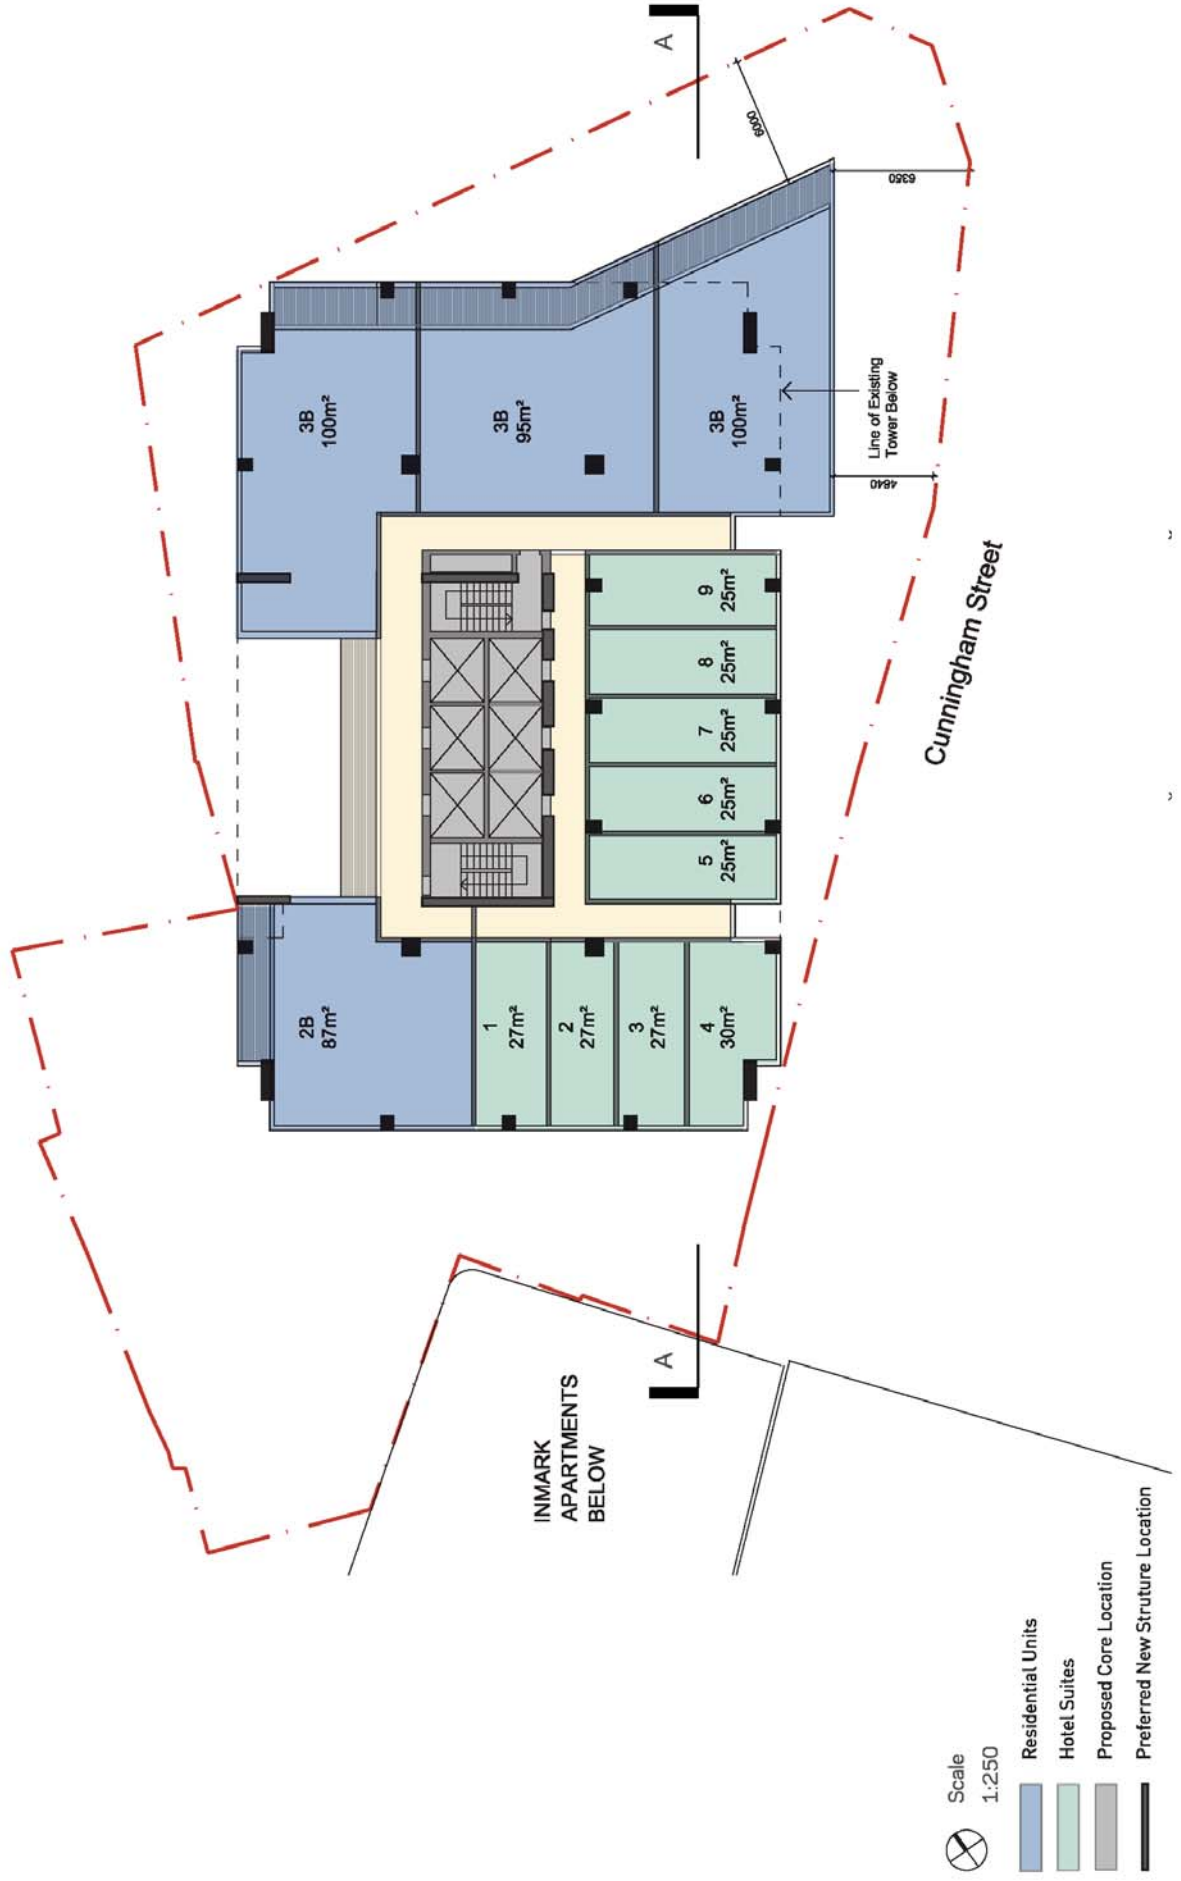 A
6000
6350
3B
100m²
3B
95m²
3B
100m²
Line of Existing
Tower Below
4640
Cunningham Street
9
25m²
8
25m²
7
25m²
6
25m²
5
25m²
2B
87m²
1
27m²
2
27m²
3
27m²
4
30m²
A
INMARK
APARTMENTS
BELOW
Scale
1:250
Residential Units
Hotel Suites
Proposed Core Location
Preferred New Struture Location